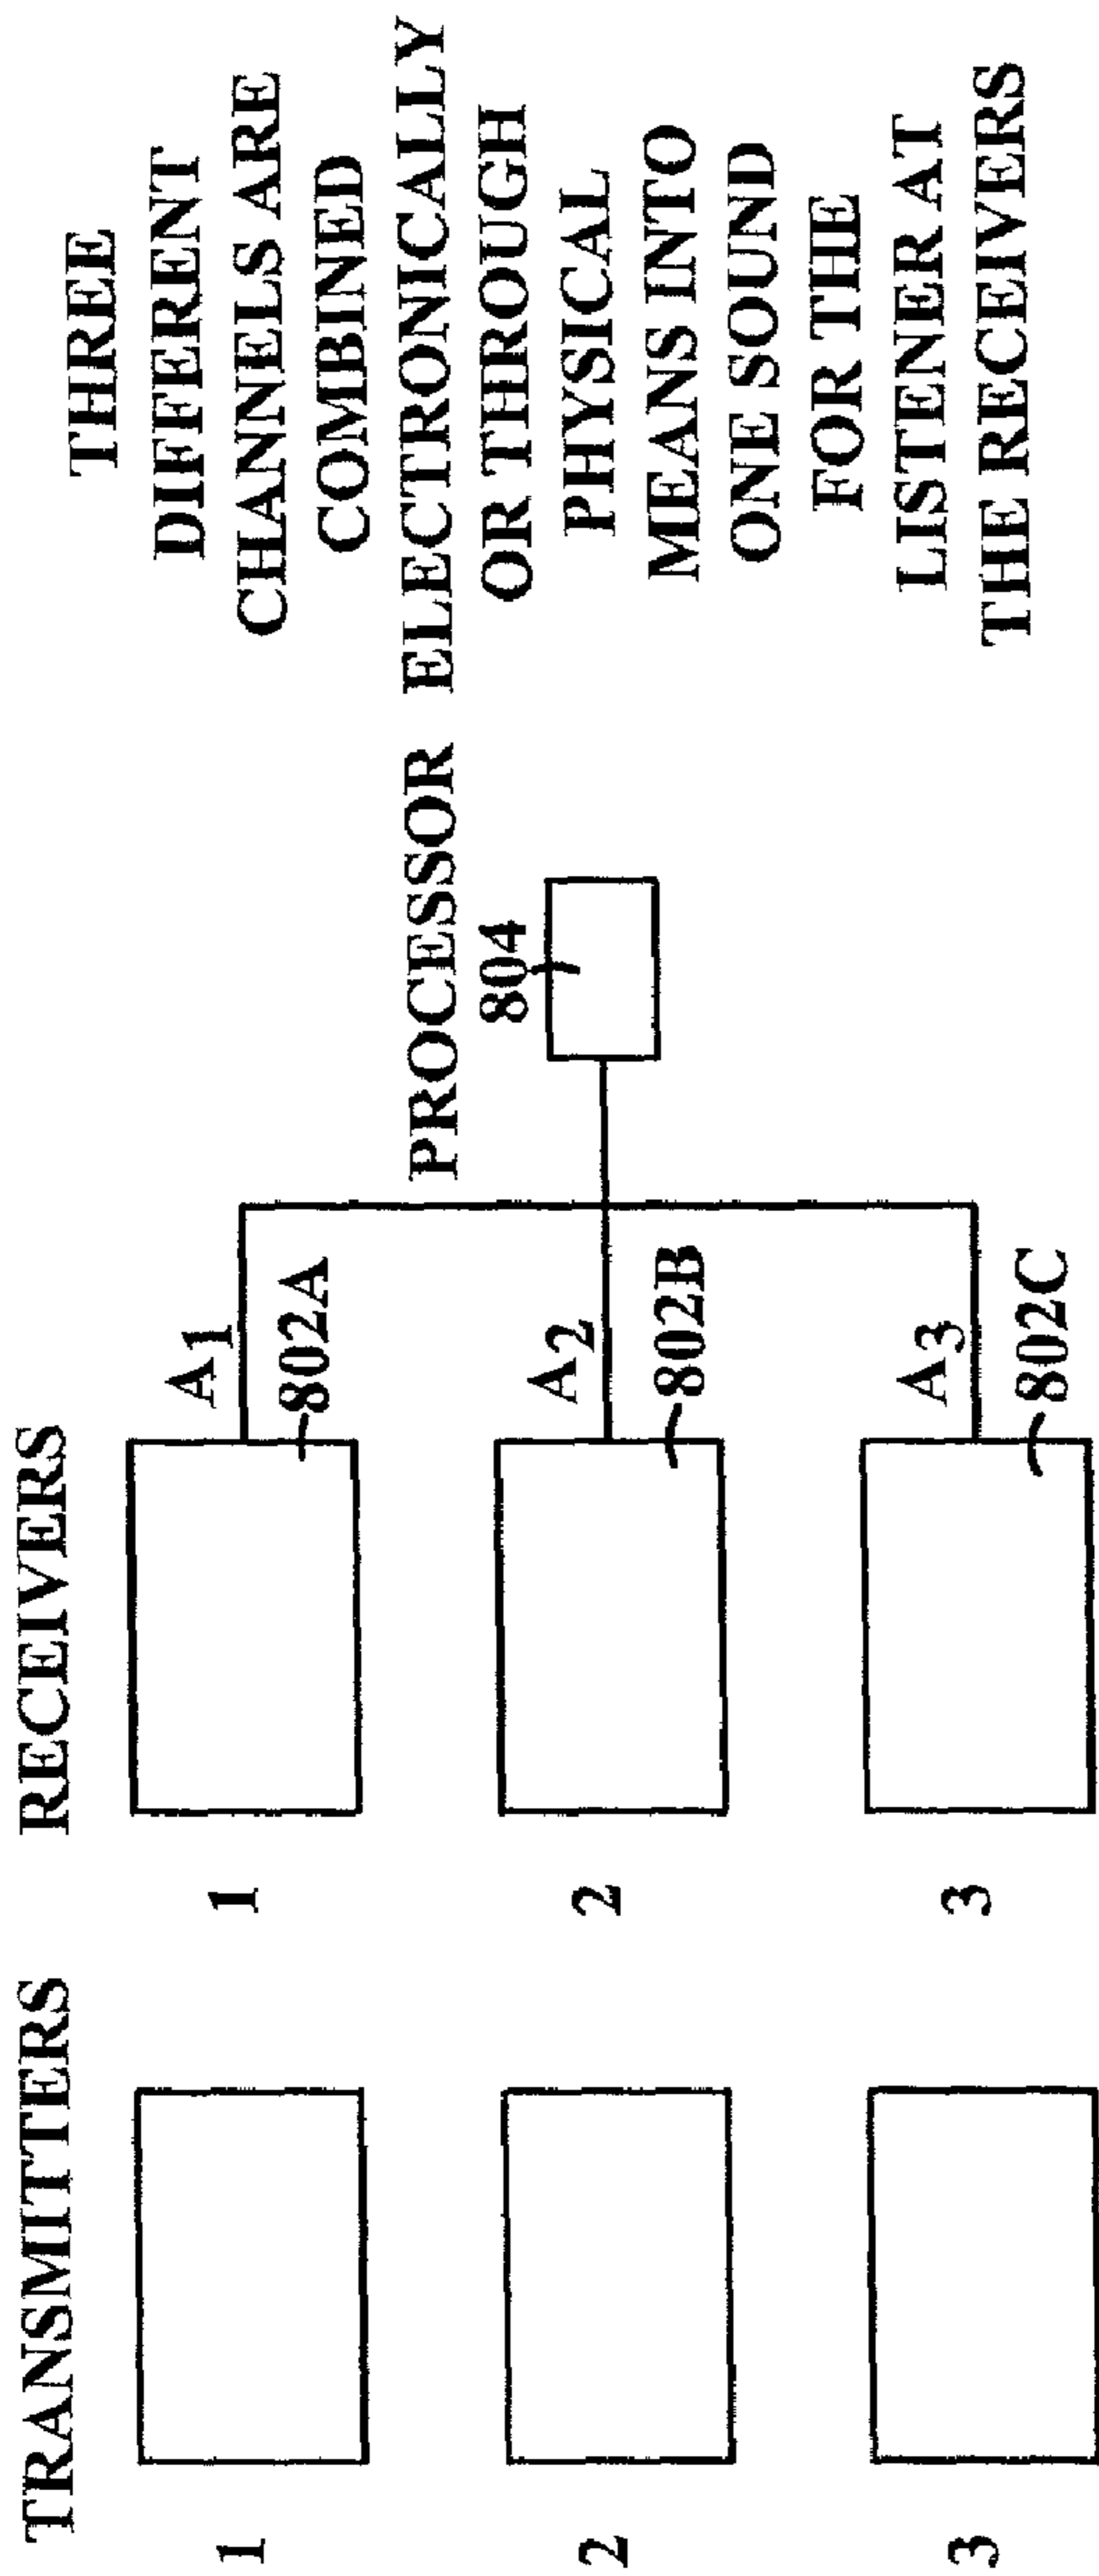 TRANSMITTERS
RECEIVERS
1
1
A1
802A
2
2
A2
802B
3
3
A3
802C
PROCESSOR
804
THREE
DIFFERENT
CHANNELS ARE
COMBINED
ELECTRONICALLY
OR THROUGH
PHYSICAL
MEANS INTO
ONE SOUND
FOR THE
LISTENER AT
THE RECEIVERS